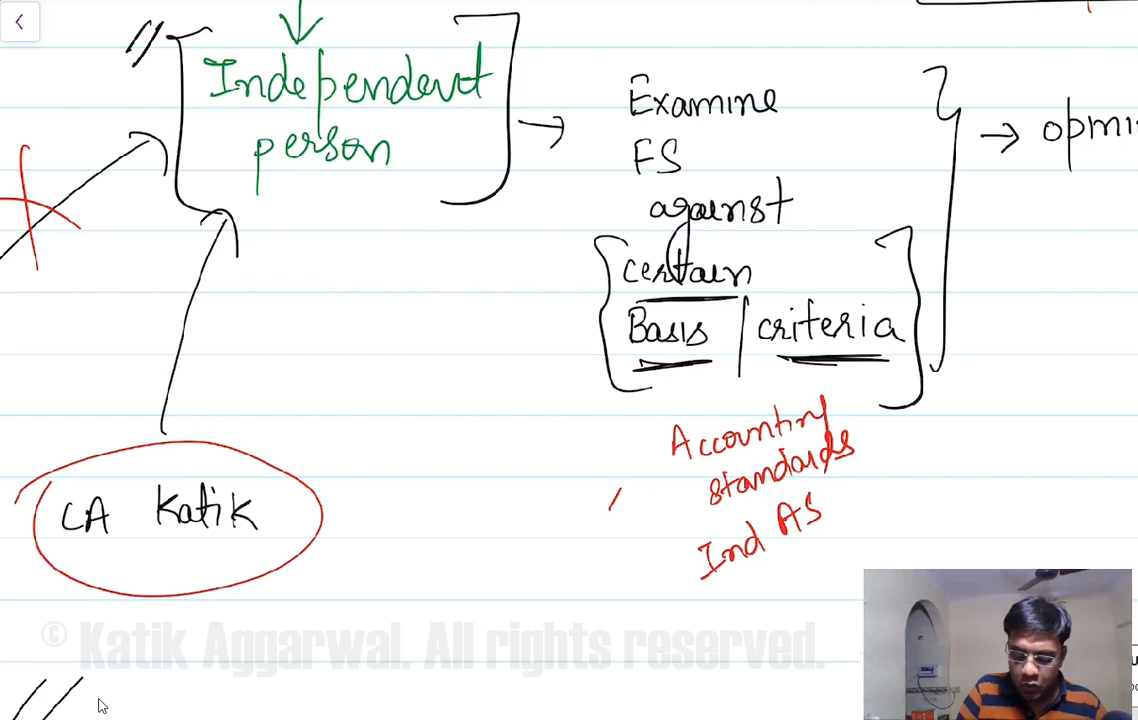 Independent
person
Examine
FS
against
certain
Basis | criteria
Accounting
standards
Ind AS
CA Katik
© Katik Aggarwal. All rights reserved.